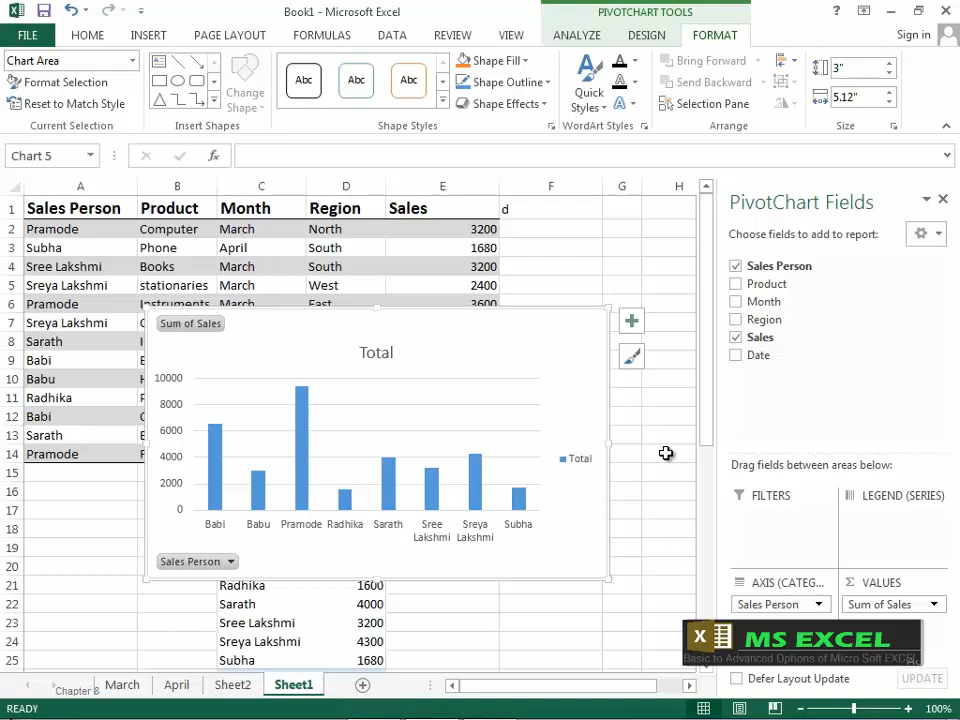 Book1 - Microsoft Excel
PIVOTCHART TOOLS
FILE HOME INSERT PAGE LAYOUT FORMULAS DATA REVIEW VIEW ANALYZE DESIGN FORMAT Sign in
Chart Area
Format Selection
Reset to Match Style
Current Selection
Change Shape
Insert Shapes
Abc Abc Abc
Shape Fill
Shape Outline
Shape Effects
Shape Styles
Quick Styles
WordArt Styles
Bring Forward
Send Backward
Selection Pane
Arrange
3"
5.12"
Size
Chart 5
fx
A B C D E F G H
1 Sales Person Product Month Region Sales d
2 Pramode Computer March North 3200
3 Subha Phone April South 1680
4 Sree Lakshmi Books March South 3200
5 Sreya Lakshmi stationaries March West 2400
6 Pramode Instruments March East 3600
7 Sreya Lakshmi
8 Sarath
9 Babi
10 Babu
11 Radhika
12 Babi
13 Sarath
14 Pramode
15
16
17
18
19
20
21 Radhika 1600
22 Sarath 4000
23 Sree Lakshmi 3200
24 Sreya Lakshmi 4300
25 Subha 1680
Sum of Sales
Total
10000
8000
6000
4000
2000
0
Babi Babu Pramode Radhika Sarath Sree Lakshmi Sreya Lakshmi Subha
Total
Sales Person
PivotChart Fields
Choose fields to add to report:
Sales Person
Product
Month
Region
Sales
Date
Drag fields between areas below:
FILTERS LEGEND (SERIES)
AXIS (CATEG... Σ VALUES
Sales Person Sum of Sales
X MS EXCEL
Basic to Advanced Options of Micro Soft EXCEL
Defer Layout Update UPDATE
Chapter 8
March April Sheet2 Sheet1
READY 100%